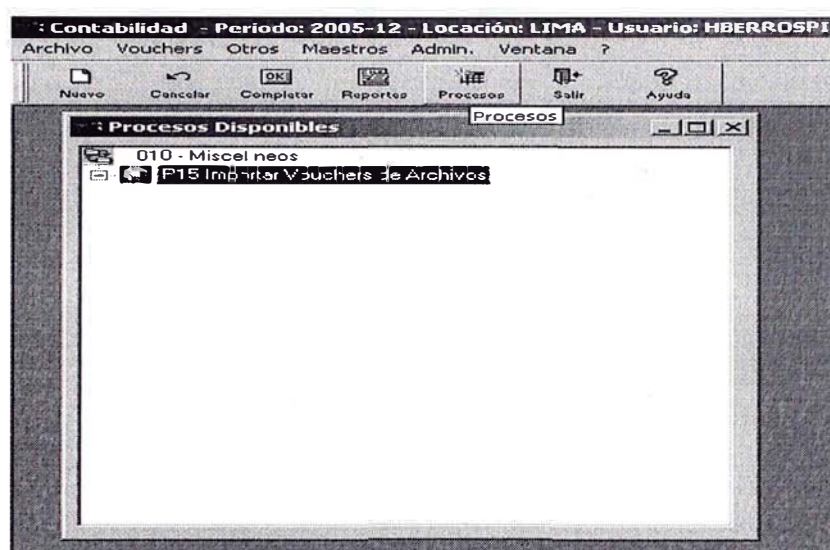 : Contabilidad - Periodo: 2005-12 - Locación: LIMA - Usuario: HBERROSPI
Archivo Vouchers Otros Maestros Admin. Ventana ?
OK
Nuevo Cancelar Completar Reportes Procesos Salir Ayuda
Procesos
Procesos Disponibles
010 - Miscel neos
P15 Importar Vouchers de Archivos